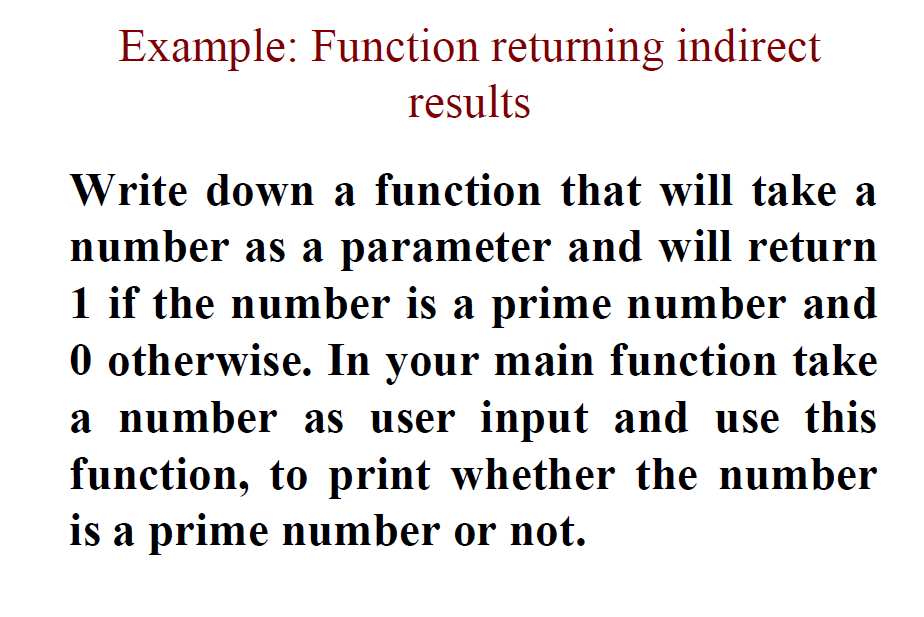 Example: Function returning indirect
results
Write down a function that will take a
number as a parameter and will return
1 if the number is a prime number and
0 otherwise. In your main function take
a number as user input and use this
function, to print whether the number
is a prime number or not.